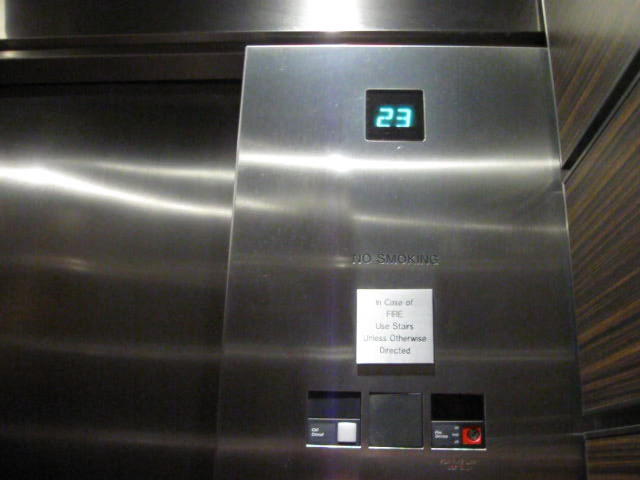 23
NO SMOKING
In Case of
FIRE
Use Stairs
Unless Otherwise
Directed